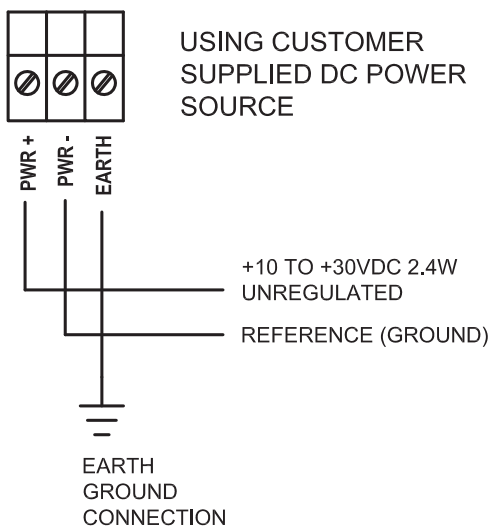 USING CUSTOMER
SUPPLIED DC POWER
SOURCE
PWR +
PWR -
EARTH
+10 TO +30VDC 2.4W
UNREGULATED
REFERENCE (GROUND)
EARTH
GROUND
CONNECTION